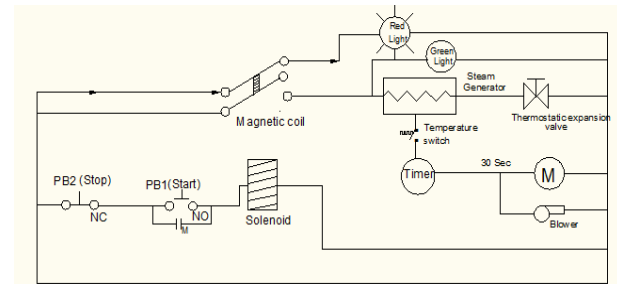 Red
Light
Green
Light
Steam
Generator
Magnetic coil
Thermostatic expansion
valve
Temperature
switch
Timer
30 Sec
M
PB2 (Stop)
PB1(Start)
NC
NO
M
Solenoid
Blower